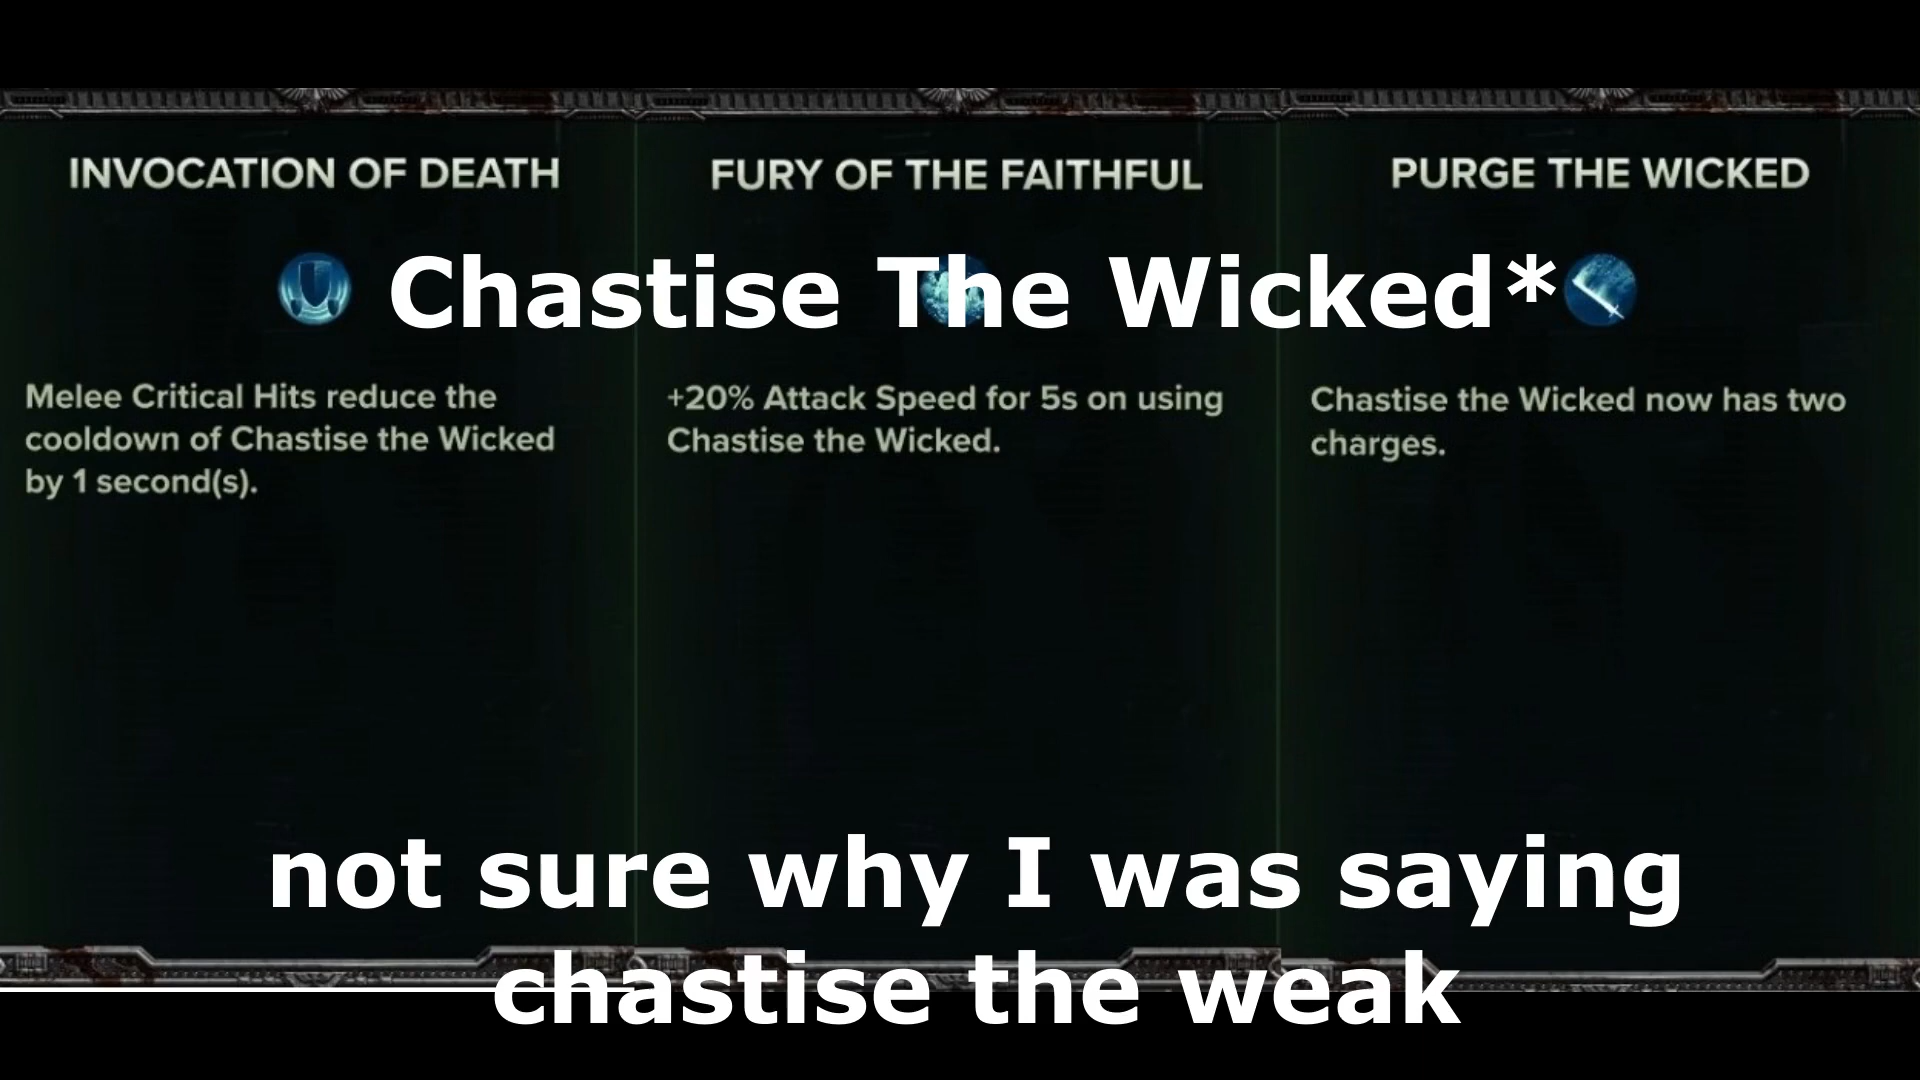 INVOCATION OF DEATH
FURY OF THE FAITHFUL
PURGE THE WICKED
Chastise The Wicked*
Melee Critical Hits reduce the
cooldown of Chastise the Wicked
by 1 second(s).
+20% Attack Speed for 5s on using
Chastise the Wicked.
Chastise the Wicked now has two
charges.
not sure why I was saying
chastise the weak